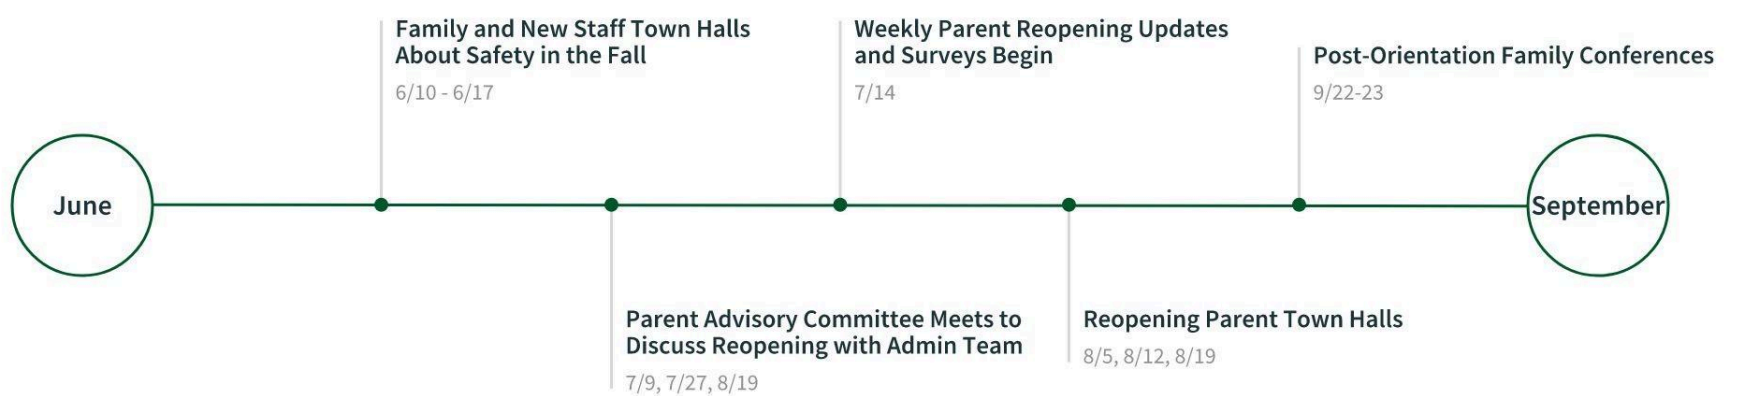 Family and New Staff Town Halls
About Safety in the Fall
6/10 - 6/17
Weekly Parent Reopening Updates
and Surveys Begin
7/14
Post-Orientation Family Conferences
9/22-23
June
September
Parent Advisory Committee Meets to
Discuss Reopening with Admin Team
7/9, 7/27, 8/19
Reopening Parent Town Halls
8/5, 8/12, 8/19